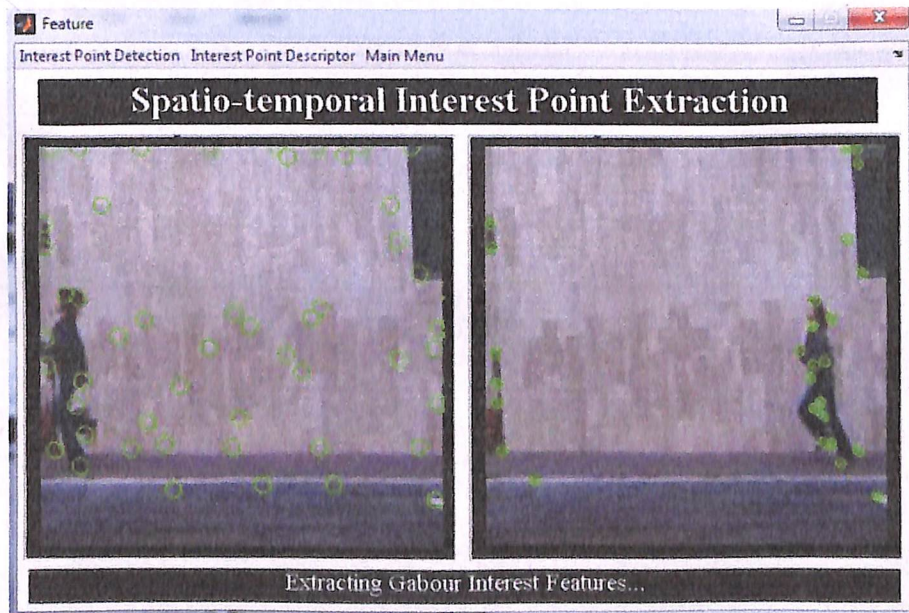 Feature
Interest Point Detection Interest Point Descriptor Main Menu
Spatio-temporal Interest Point Extraction
Extracting Gabour Interest Features...